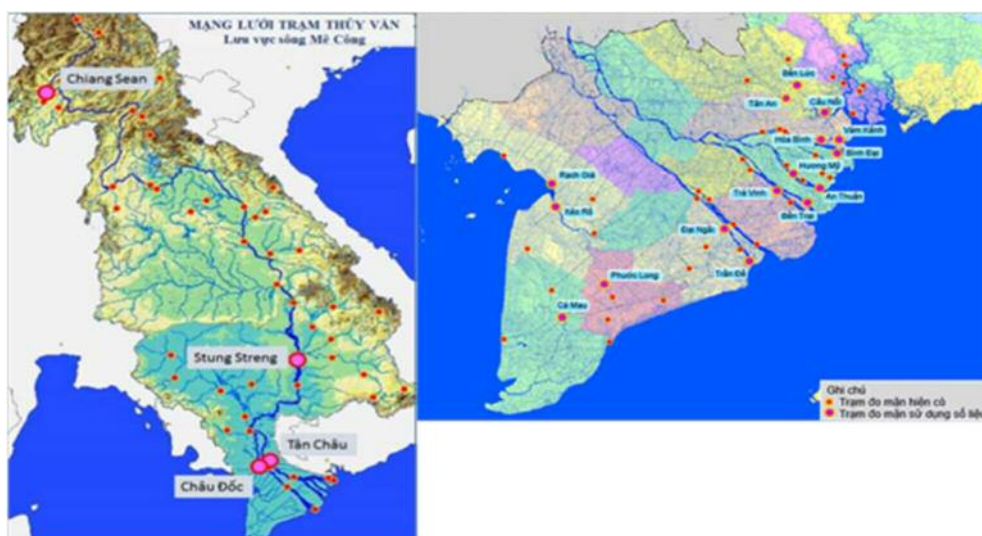 MẠNG LƯỚI TRẠM THỦY VĂN
Lưu vực sông Mê Công
Chiang Sean
Stung Streng
Tân Châu
Châu Đốc
Bến Lức
Tân An
Cầu Nổi
Hòa Bình
Vàm Kênh
Bình Đại
Hương Mỹ
An Thuận
Trà Vinh
Bến Trại
Rạch Giá
Xẻo Rô
Đại Ngãi
Trần Đề
Phước Long
Cà Mau
Ghi chú
Trạm đo mặn hiện có
Trạm đo mặn sử dụng số liệu